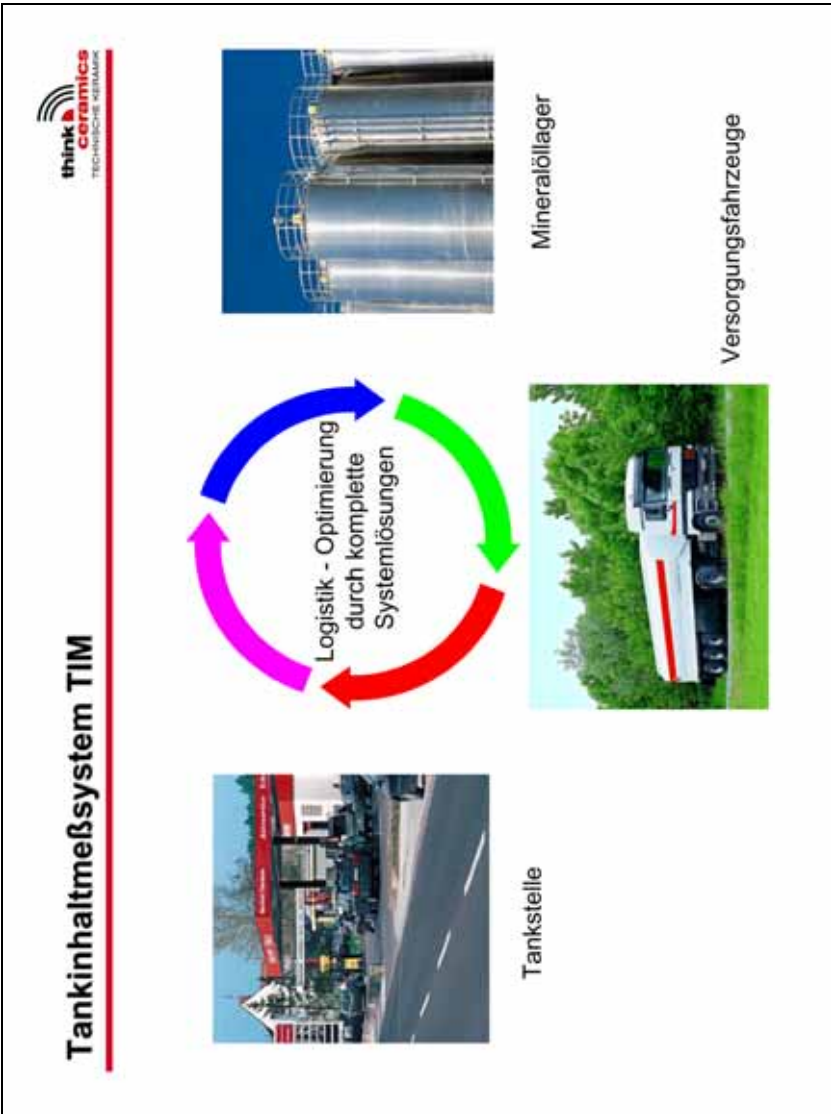 Tankinhaltmeßsystem TIM
think
ceramics
TECHNISCHE KERAMIK
Logistik - Optimierung
durch komplette
Systemlösungen
Tankstelle
Mineralöllager
Versorgungsfahrzeuge